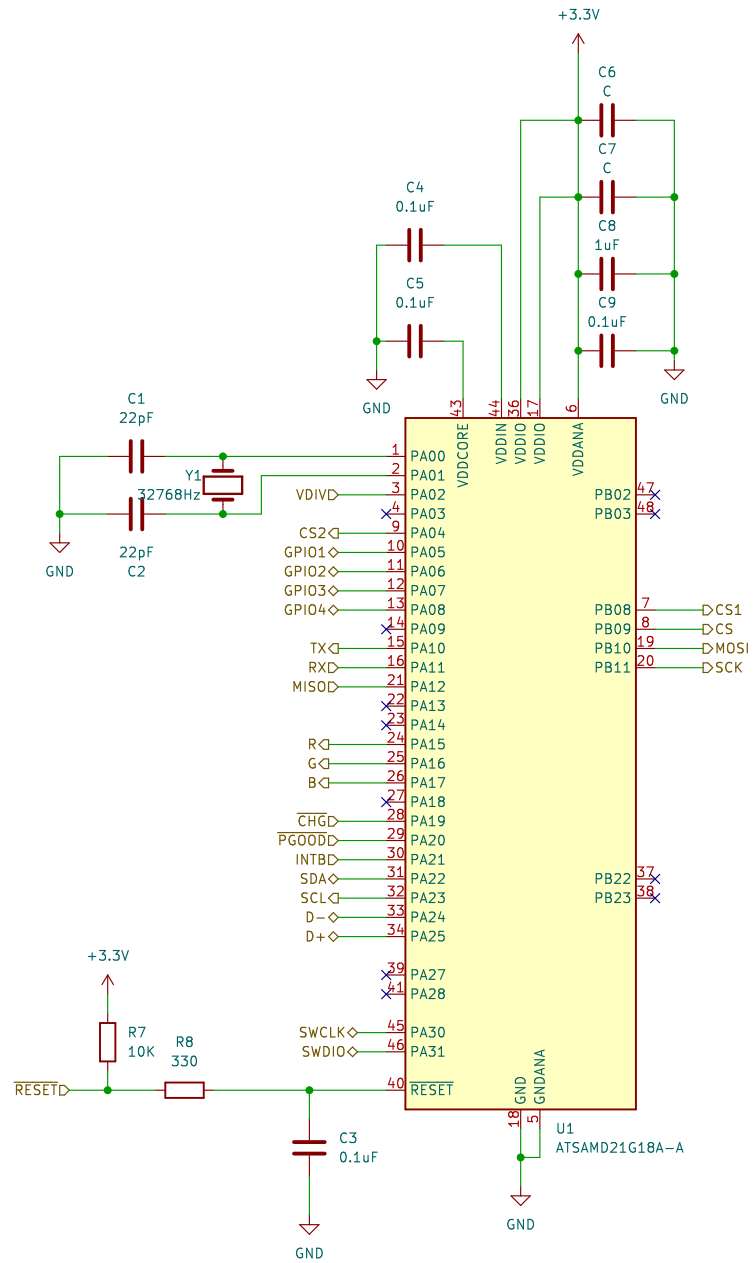 +3.3V
C6
C
C7
C
C8
1uF
C9
0.1uF
GND
C4
0.1uF
C5
0.1uF
GND
43
44
36
17
6
VDDCORE
VDDIN
VDDIO
VDDIO
VDDANA
C1
22pF
Y1
32768Hz
22pF
C2
GND
1 PA00
2 PA01
VDIV 3 PA02
4 PA03
CS2 9 PA04
GPIO1 10 PA05
GPIO2 11 PA06
GPIO3 12 PA07
GPIO4 13 PA08
14 PA09
TX 15 PA10
RX 16 PA11
MISO 21 PA12
22 PA13
23 PA14
R 24 PA15
G 25 PA16
B 26 PA17
27 PA18
CHG 28 PA19
PGOOD 29 PA20
INTB 30 PA21
SDA 31 PA22
SCL 32 PA23
D- 33 PA24
D+ 34 PA25
39 PA27
41 PA28
SWCLK 45 PA30
SWDIO 46 PA31
40 RESET
PB02 47
PB03 48
PB08 7 CS1
PB09 8 CS
PB10 19 MOSI
PB11 20 SCK
PB22 37
PB23 38
+3.3V
R7
10K
R8
330
RESET
C3
0.1uF
GND
GND
GNDANA
18
5
U1
ATSAMD21G18A-A
GND